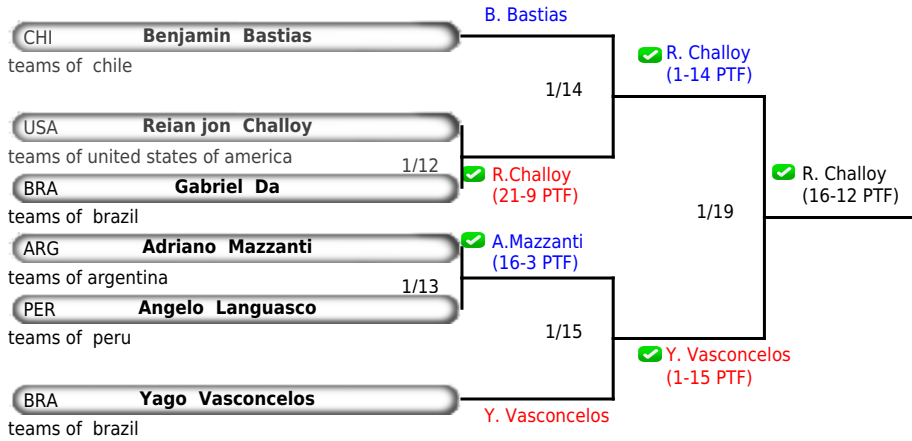 B. Bastias
CHI Benjamin Bastias
teams of chile
R. Challoy
(1-14 PTF)
1/14
USA Reian jon Challoy
teams of united states of america
1/12
BRA Gabriel Da
teams of brazil
R.Challoy
(21-9 PTF)
R. Challoy
(16-12 PTF)
1/19
ARG Adriano Mazzanti
teams of argentina
A.Mazzanti
(16-3 PTF)
1/13
PER Angelo Languasco
teams of peru
1/15
Y. Vasconcelos
(1-15 PTF)
BRA Yago Vasconcelos
teams of brazil
Y. Vasconcelos